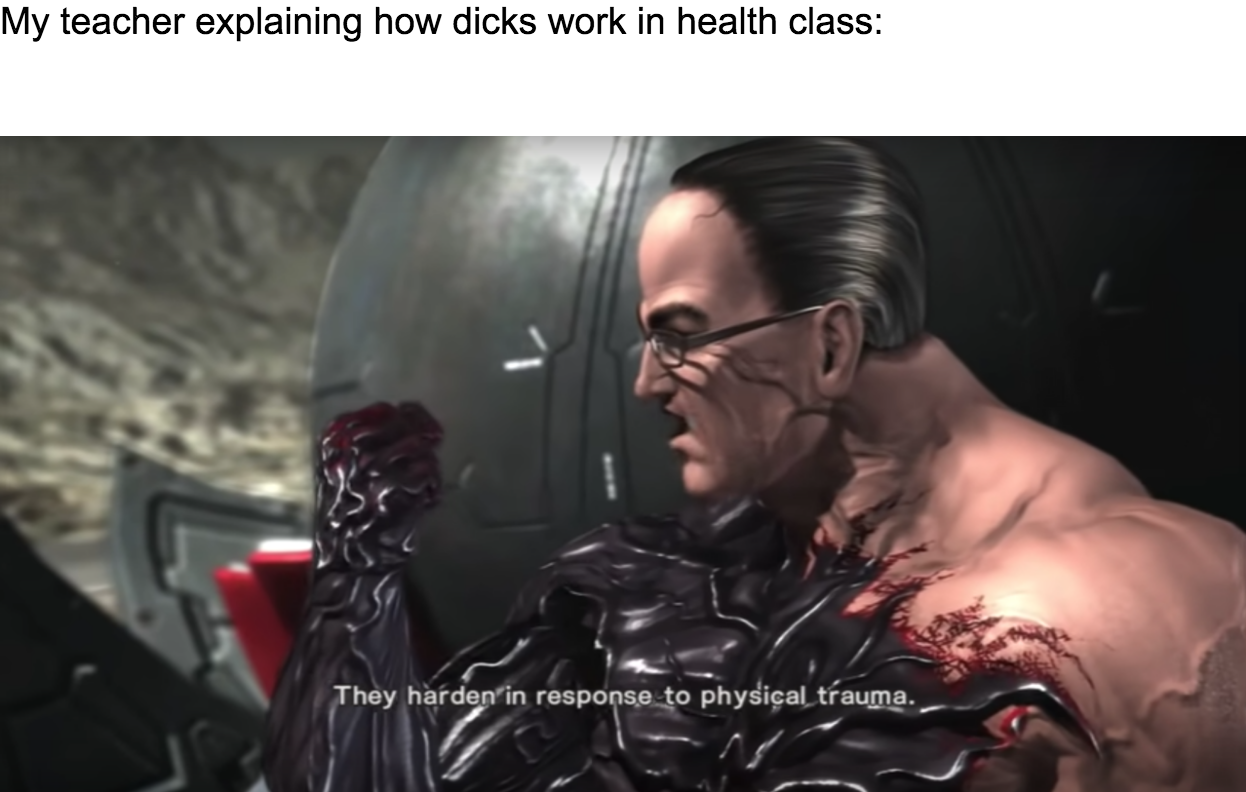 My teacher explaining how dicks work in health class:
They harden in response to physical trauma.